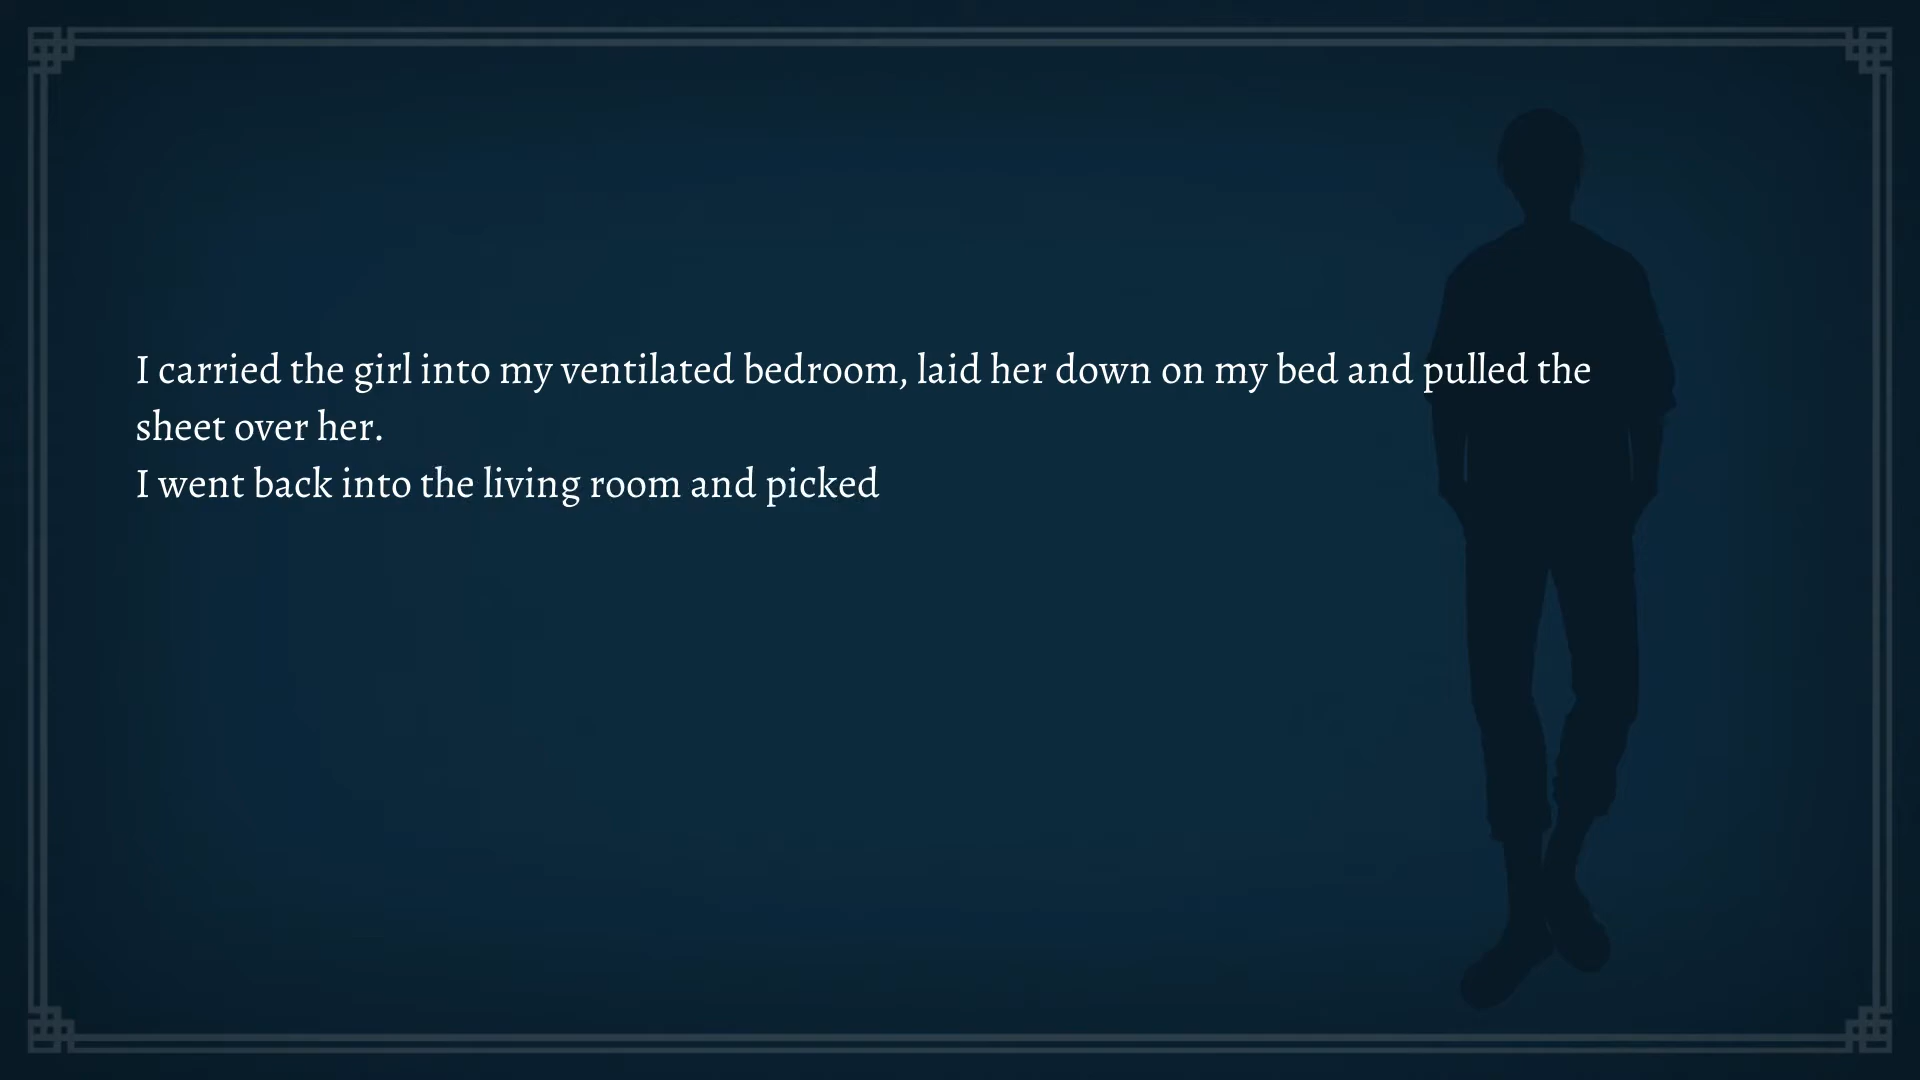 I carried the girl into my ventilated bedroom, laid her down on my bed and pulled the
sheet over her.
I went back into the living room and picked